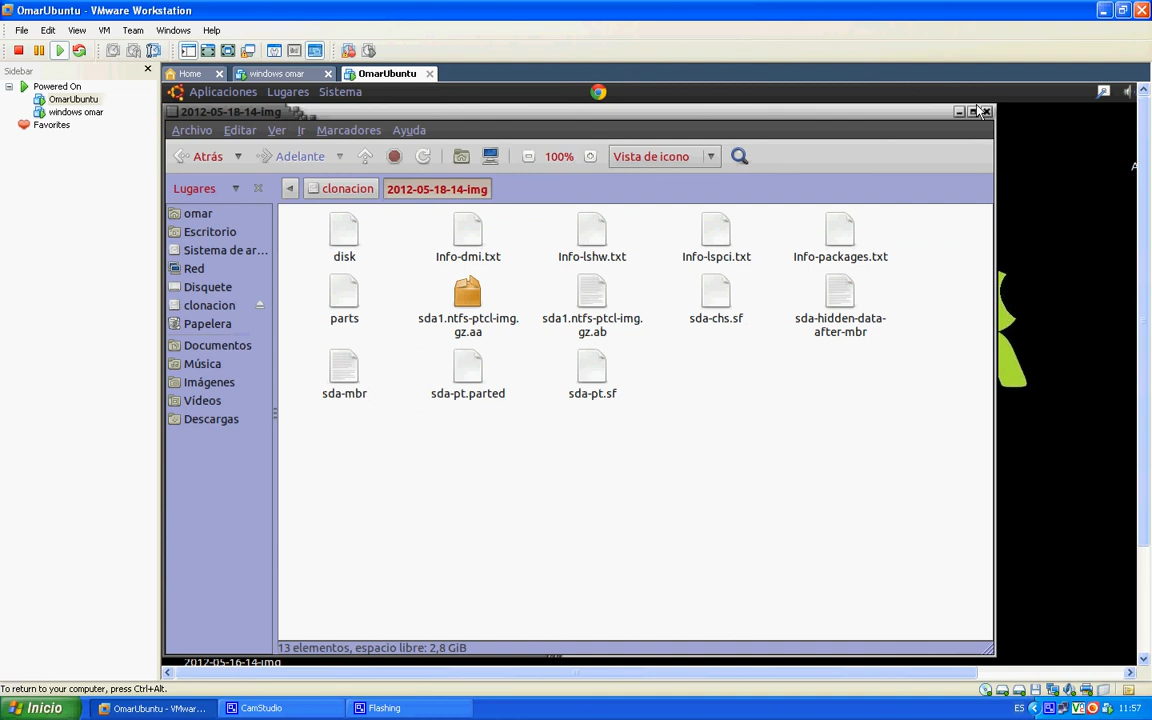 OmarUbuntu - VMware Workstation
File Edit View VM Team Windows Help
Sidebar
Powered On
OmarUbuntu
windows omar
Favorites
Home
windows omar
OmarUbuntu
Aplicaciones Lugares Sistema
2012-05-18-14-img
Archivo Editar Ver Ir Marcadores Ayuda
Atrás Adelante 100% Vista de icono
Lugares clonacion 2012-05-18-14-img
omar
Escritorio
Sistema de ar...
Red
Disquete
clonacion
Papelera
Documentos
Música
Imágenes
Vídeos
Descargas
disk
Info-dmi.txt
Info-lshw.txt
Info-lspci.txt
Info-packages.txt
parts
sda1.ntfs-ptcl-img.
gz.aa
sda1.ntfs-ptcl-img.
gz.ab
sda-chs.sf
sda-hidden-data-
after-mbr
sda-mbr
sda-pt.parted
sda-pt.sf
13 elementos, espacio libre: 2,8 GiB
2012-05-16-14-img
To return to your computer, press Ctrl+Alt.
Inicio
OmarUbuntu - VMwar...
CamStudio
Flashing
ES
11:57